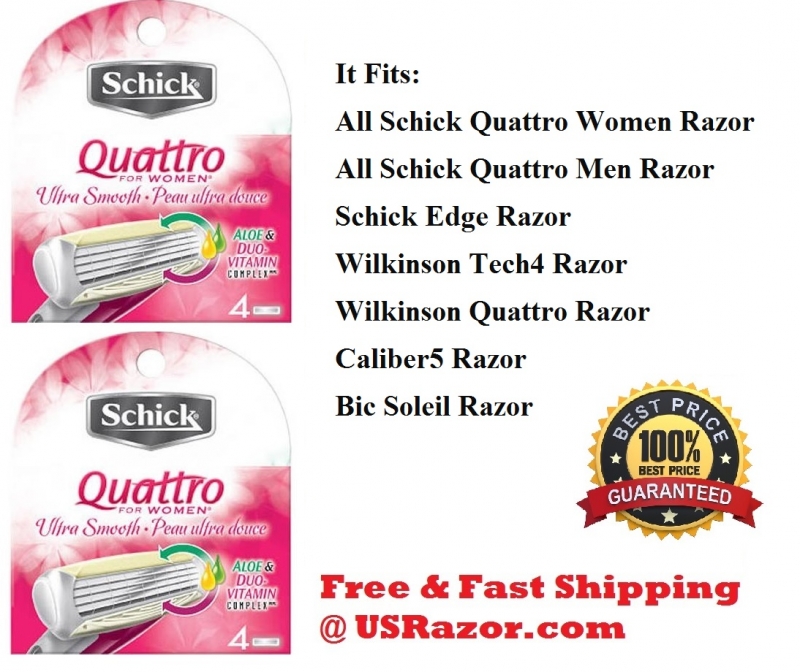 Schick
Quattro
FOR WOMEN®
Ultra Smooth • Peau ultra douce
ALOE &
DUO-
VITAMIN
COMPLEX
4
Schick
Quattro
FOR WOMEN®
Ultra Smooth • Peau ultra douce
ALOE &
DUO-
VITAMIN
COMPLEX
4
It Fits:
All Schick Quattro Women Razor
All Schick Quattro Men Razor
Schick Edge Razor
Wilkinson Tech4 Razor
Wilkinson Quattro Razor
Caliber5 Razor
Bic Soleil Razor
BEST PRICE
100%
BEST PRICE
GUARANTEED
Free & Fast Shipping
@ USRazor.com